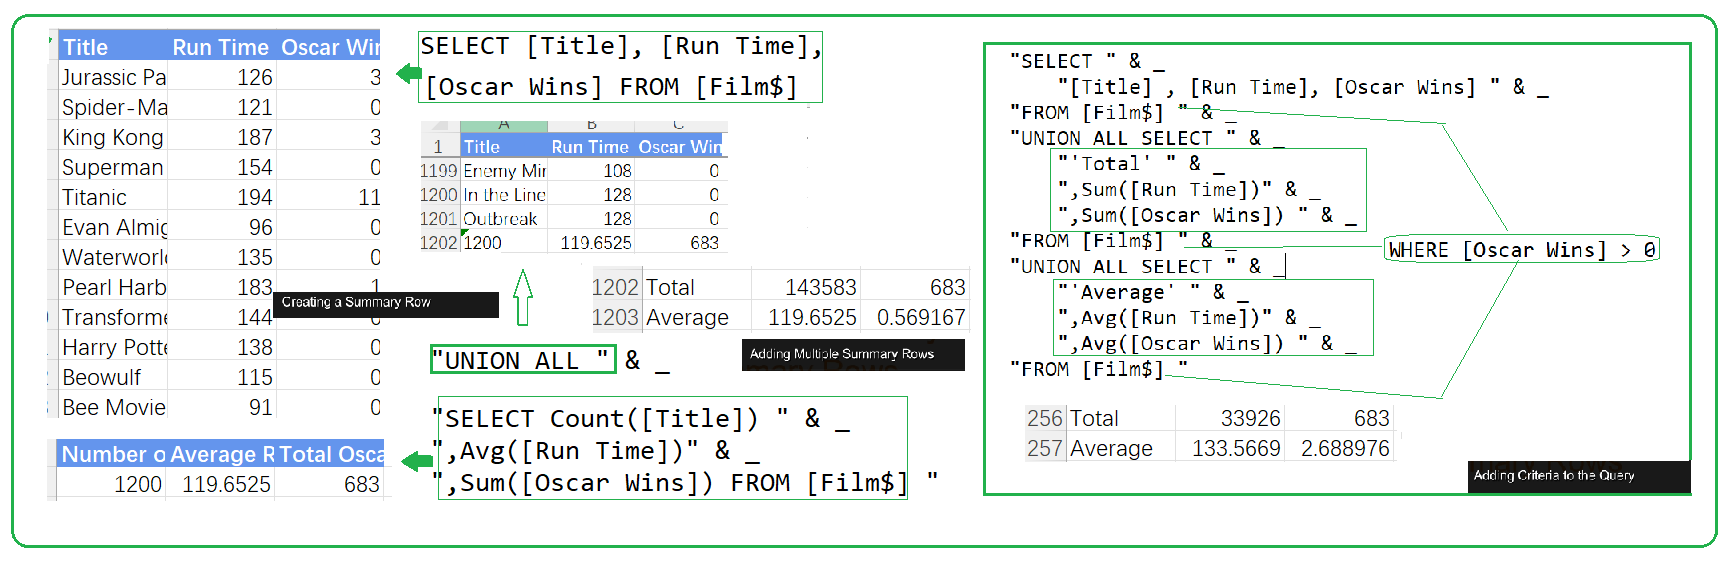 Title Run Time Oscar Wir
Jurassic Pa 126 3
Spider-Ma 121 0
King Kong 187 3
Superman 154 0
Titanic 194 11
Evan Almig 96 0
Waterworl 135 0
Pearl Harb 183 1
Transforme 144 0
Harry Potte 138 0
Beowulf 115 0
Bee Movie 91 0
Creating a Summary Row
Number o Average R Total Osca
1200 119.6525 683
SELECT [Title], [Run Time],
[Oscar Wins] FROM [Film$]
A B C
1 Title Run Time Oscar Win
1199 Enemy Mir 108 0
1200 In the Line 128 0
1201 Outbreak 128 0
1202 1200 119.6525 683
1202 Total 143583 683
1203 Average 119.6525 0.569167
Adding Multiple Summary Rows
"UNION ALL " & _
"SELECT Count([Title]) " & _
",Avg([Run Time])" & _
",Sum([Oscar Wins]) FROM [Film$] "
"SELECT " & _
"[Title] , [Run Time], [Oscar Wins] " & _
"FROM [Film$] " & _
"UNION ALL SELECT " & _
"'Total' " & _
",Sum([Run Time])" & _
",Sum([Oscar Wins]) " & _
"FROM [Film$] " & _
"UNION ALL SELECT " & _
"'Average' " & _
",Avg([Run Time])" & _
",Avg([Oscar Wins]) " & _
"FROM [Film$] "
WHERE [Oscar Wins] > 0
256 Total 33926 683
257 Average 133.5669 2.688976
Adding Criteria to the Query